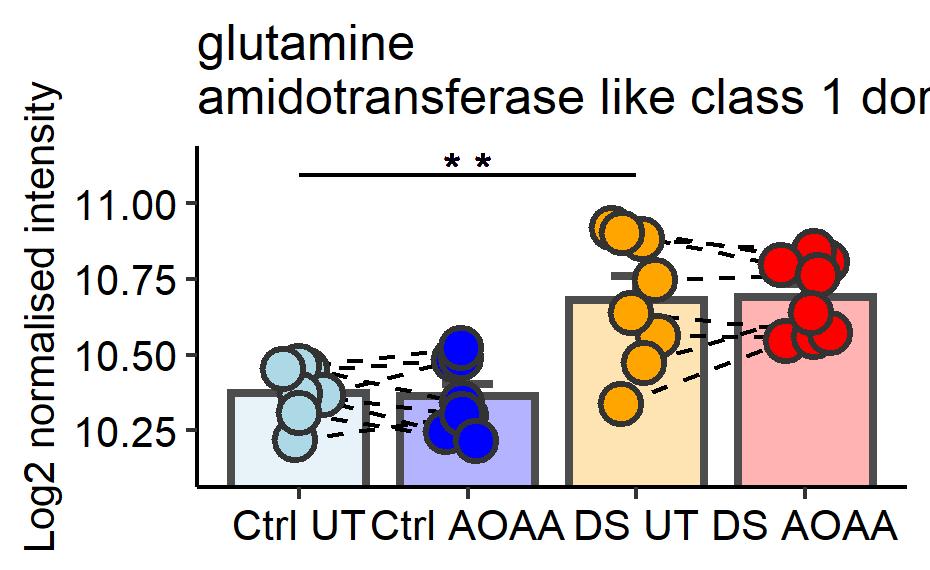 glutamine
amidotransferase like class 1 dor
Log2 normalised intensity
**
11.00
10.75
10.50
10.25
Ctrl UT Ctrl AOAA DS UT DS AOAA